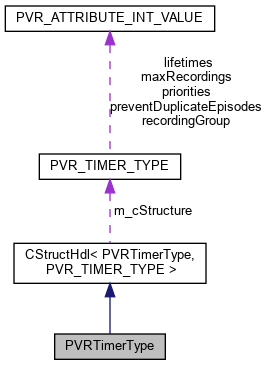 PVR_ATTRIBUTE_INT_VALUE
lifetimes
maxRecordings
priorities
preventDuplicateEpisodes
recordingGroup
PVR_TIMER_TYPE
m_cStructure
CStructHdl< PVRTimerType,
PVR_TIMER_TYPE >
PVRTimerType